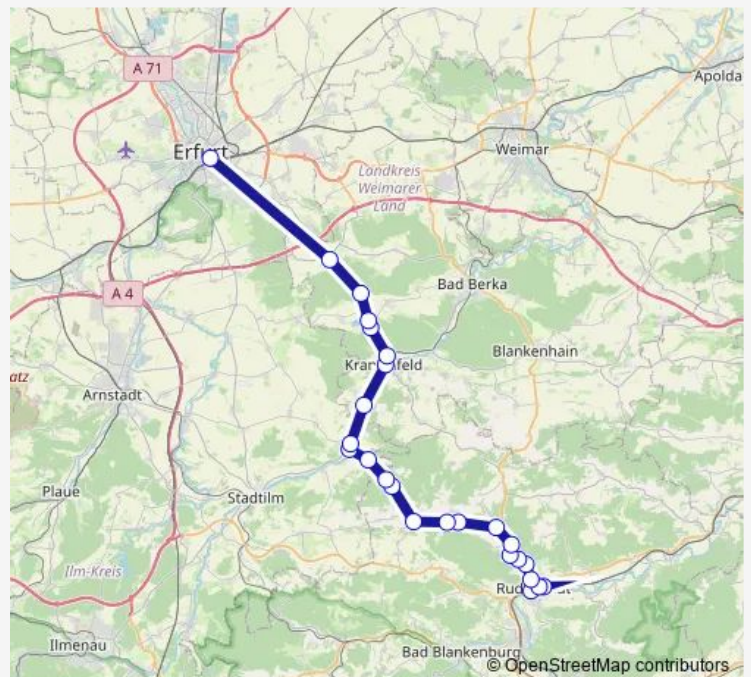 A 71
Apolda
Erfurt
Weimar
Landkreis
Weimarer
Land
Bad Berka
A 4
Blankenhain
atz
Arnstadt
Plaue
Stadtilm
Ilm-Kreis
Ilmenau
Bad Blankenburg
© OpenStreetMap contributors